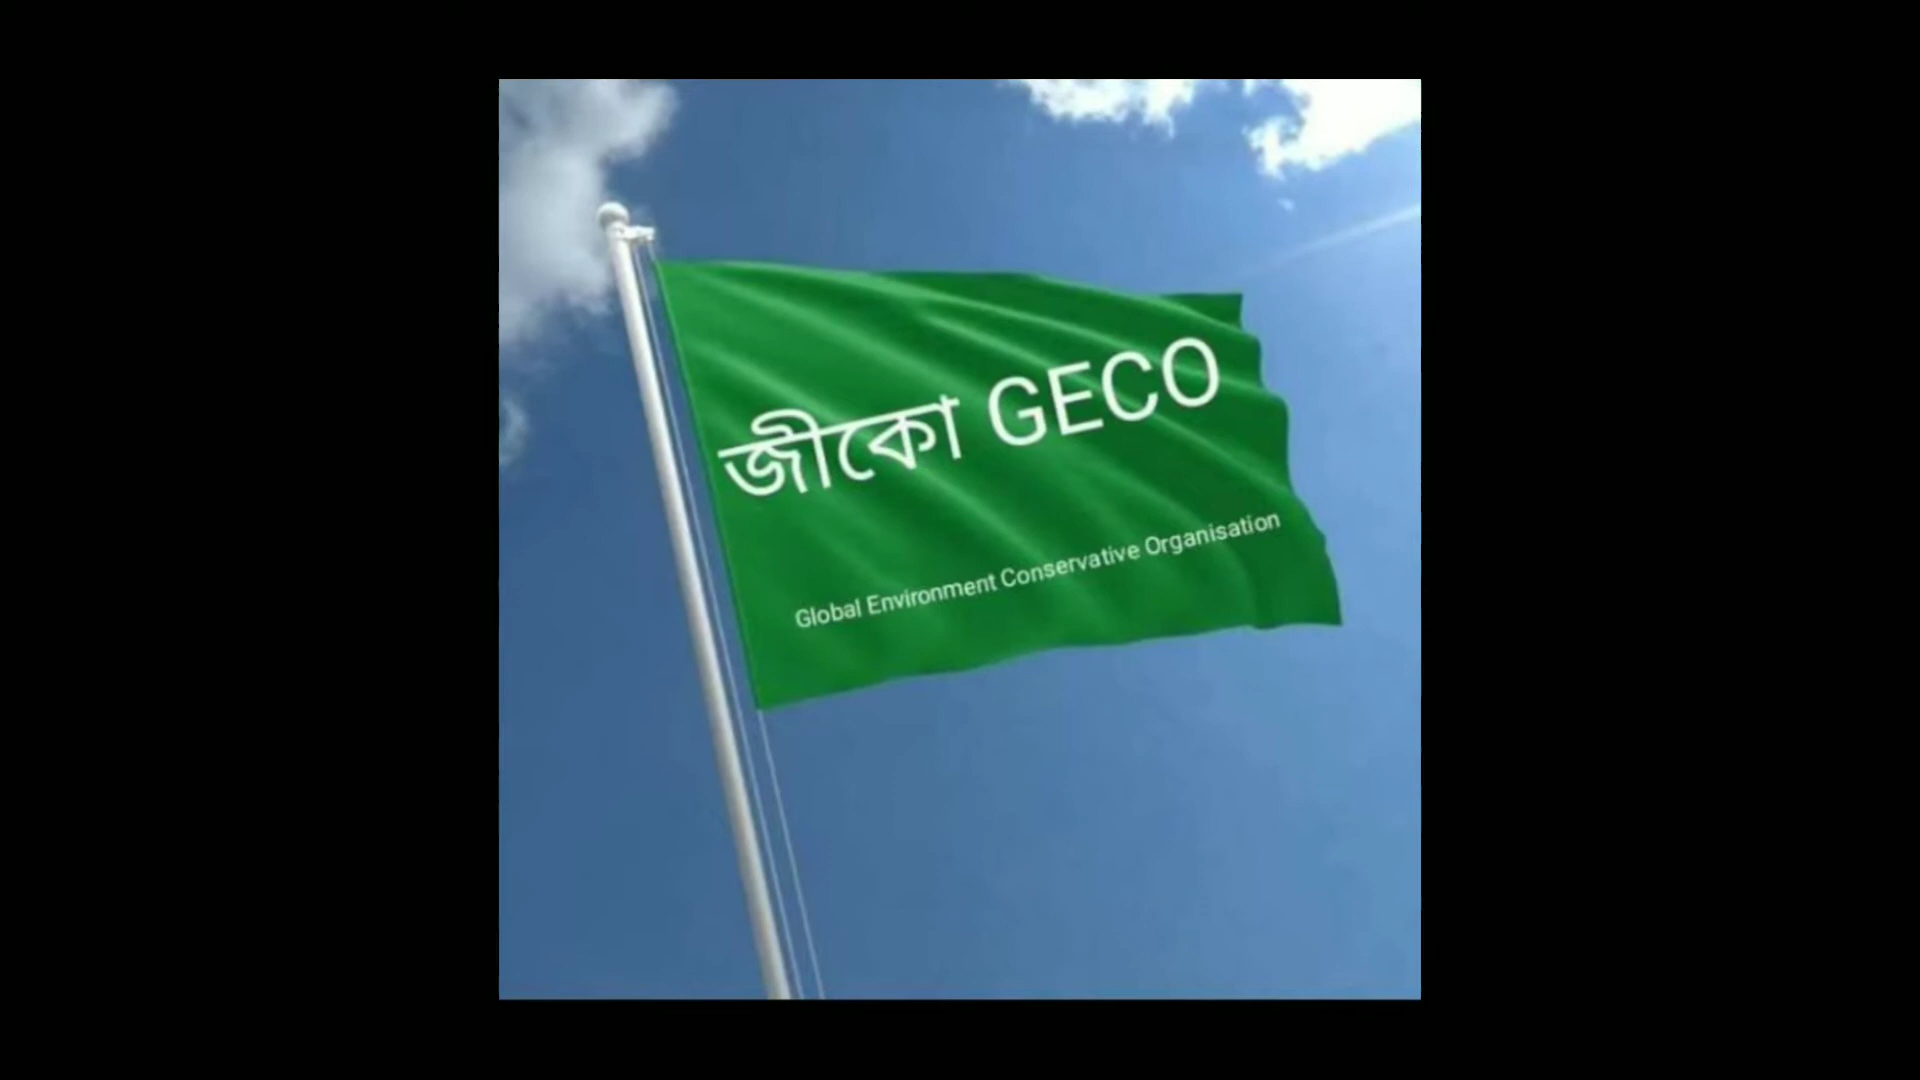 জীকো GECO
Global Environment Conservative Organisation